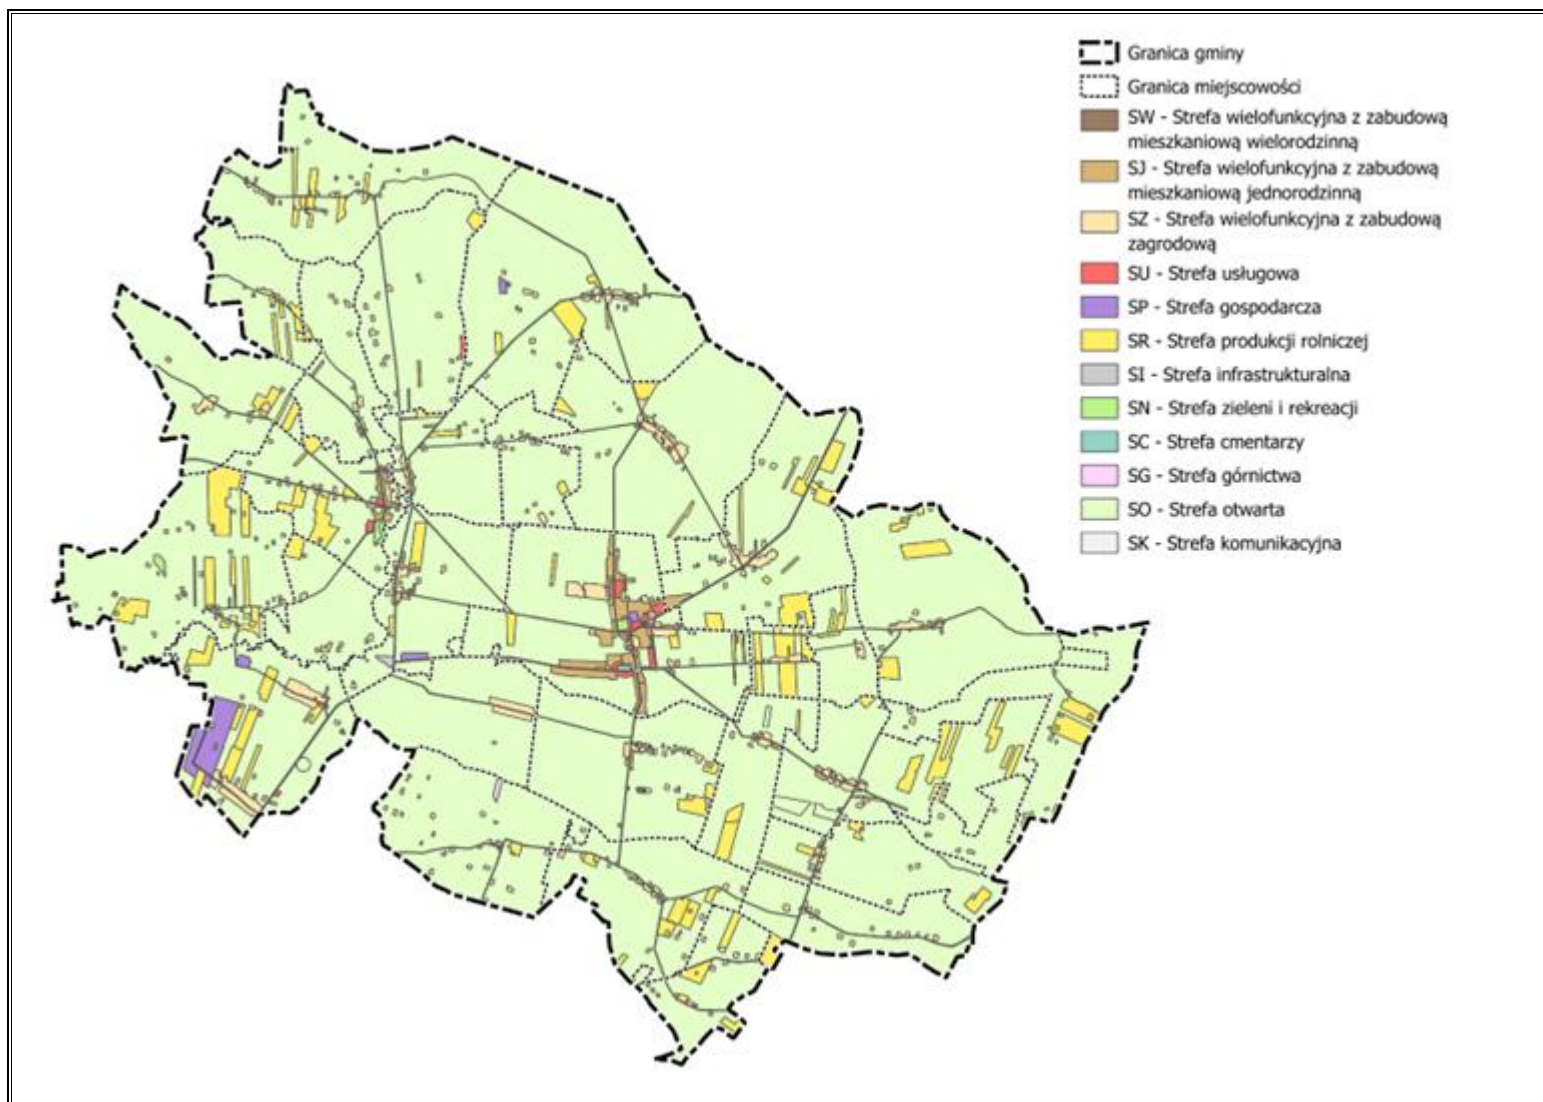 Granica gminy
Granica miejscowości
SW - Strefa wielofunkcyjna z zabudową
mieszkaniową wielorodzinną
SJ - Strefa wielofunkcyjna z zabudową
mieszkaniową jednorodzinną
SZ - Strefa wielofunkcyjna z zabudową
zagrodową
SU - Strefa usługowa
SP - Strefa gospodarcza
SR - Strefa produkcji rolniczej
SI - Strefa infrastrukturalna
SN - Strefa zieleni i rekreacji
SC - Strefa cmentarzy
SG - Strefa górnictwa
SO - Strefa otwarta
SK - Strefa komunikacyjna